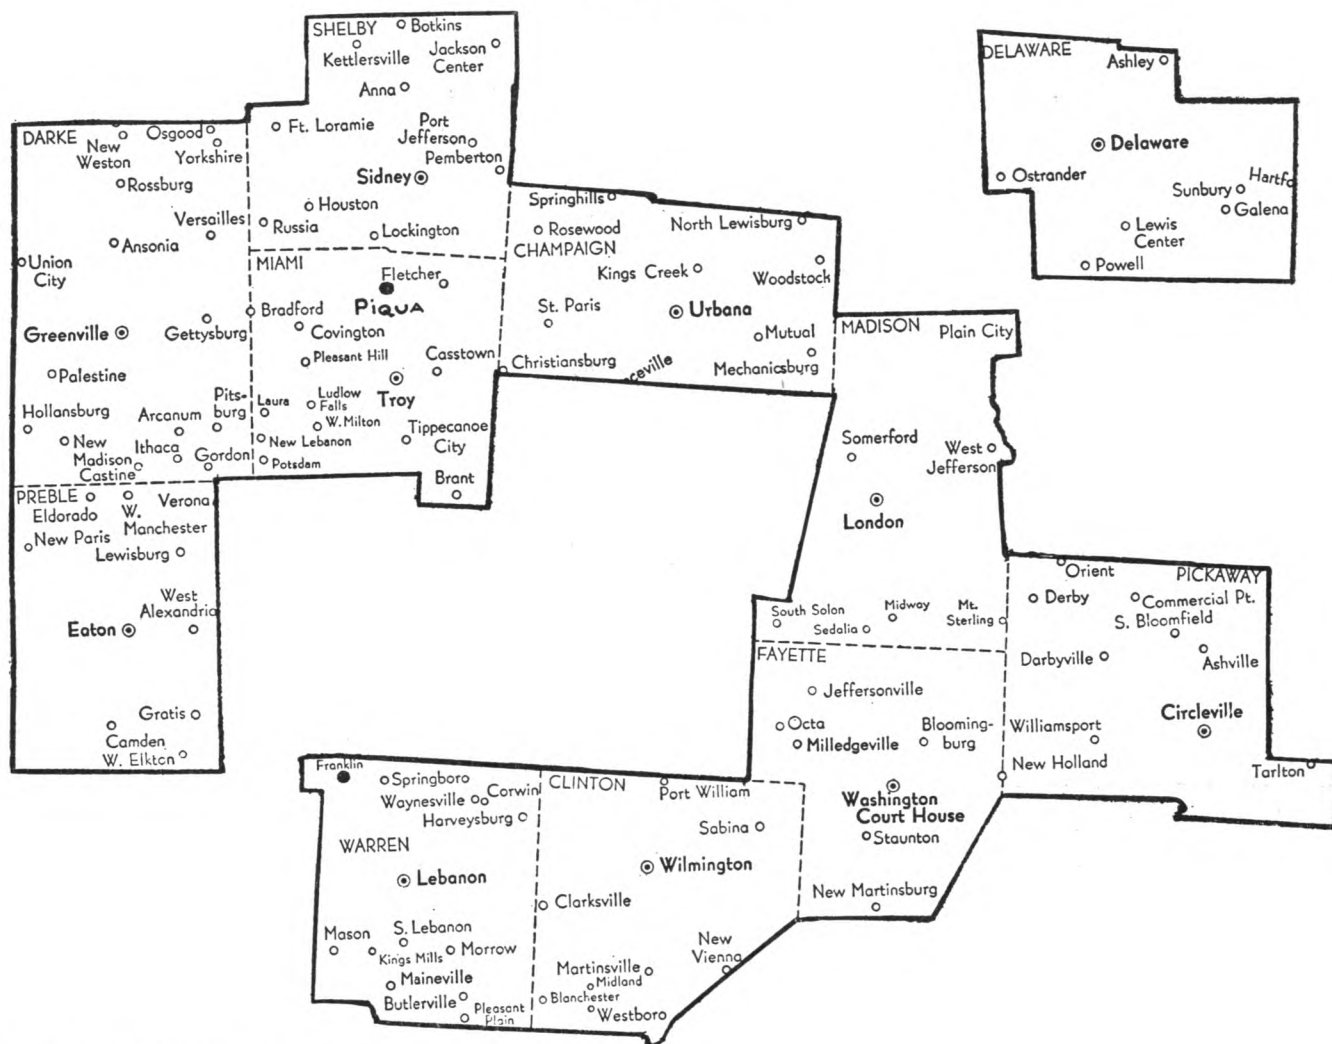 SHELBY
Botkins
Kettlersville
Jackson
Center
Anna
Ft. Loramie
Port
Jefferson
Pemberton
Sidney
Houston
Russia
Lockington
DARKE
New
Weston
Osgood
Yorkshire
Rossburg
Versailles
Ansonia
Union
City
Greenville
Gettysburg
Palestine
Hollansburg
Arcanum
Pits-
burg
New
Madison
Ithaca
Castine
Gordon
MIAMI
Fletcher
PIQUA
Bradford
Covington
Pleasant Hill
Casstown
Troy
Laura
Ludlow
Falls
W. Milton
New Lebanon
Potsdam
Tippecanoe
City
Brant
CHAMPAIGN
Springhills
Rosewood
North Lewisburg
Kings Creek
Woodstock
St. Paris
Urbana
Mutual
Christiansburg
Mechanicsburg
DELAWARE
Ashley
Delaware
Ostrander
Sunbury
Galena
Lewis
Center
Powell
MADISON
Plain City
Somerford
West
Jefferson
London
South Solon
Midway
Mt.
Sterling
Sedalia
PREBLE
Eldorado
W.
Manchester
Verona
New Paris
Lewisburg
West
Alexandria
Eaton
Gratis
Camden
W. Elkton
PICKAWAY
Orient
Derby
Commercial Pt.
S. Bloomfield
Darbyville
Ashville
Circleville
Williamsport
New Holland
Tarlton
FAYETTE
Jeffersonville
Octa
Milledgeville
Blooming-
burg
Washington
Court House
Staunton
New Martinsburg
Franklin
Springboro
Waynesville
Corwin
Harveysburg
WARREN
Lebanon
S. Lebanon
Mason
Kings Mills
Morrow
Maineville
Butlerville
Pleasant
Plain
CLINTON
Port William
Sabina
Wilmington
Clarksville
New
Vienna
Martinsville
Midland
Blanchester
Westboro